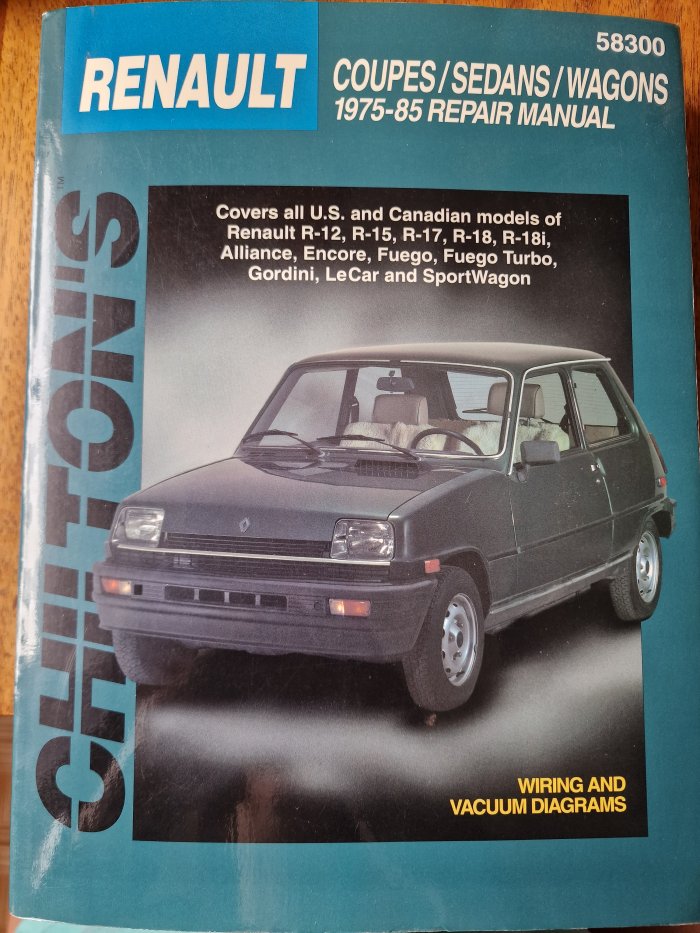 58300
RENAULT
COUPES/SEDANS/WAGONS
1975-85 REPAIR MANUAL
CHILTON'S™
Covers all U.S. and Canadian models of
Renault R-12, R-15, R-17, R-18, R-18i,
Alliance, Encore, Fuego, Fuego Turbo,
Gordini, LeCar and SportWagon
WIRING AND
VACUUM DIAGRAMS